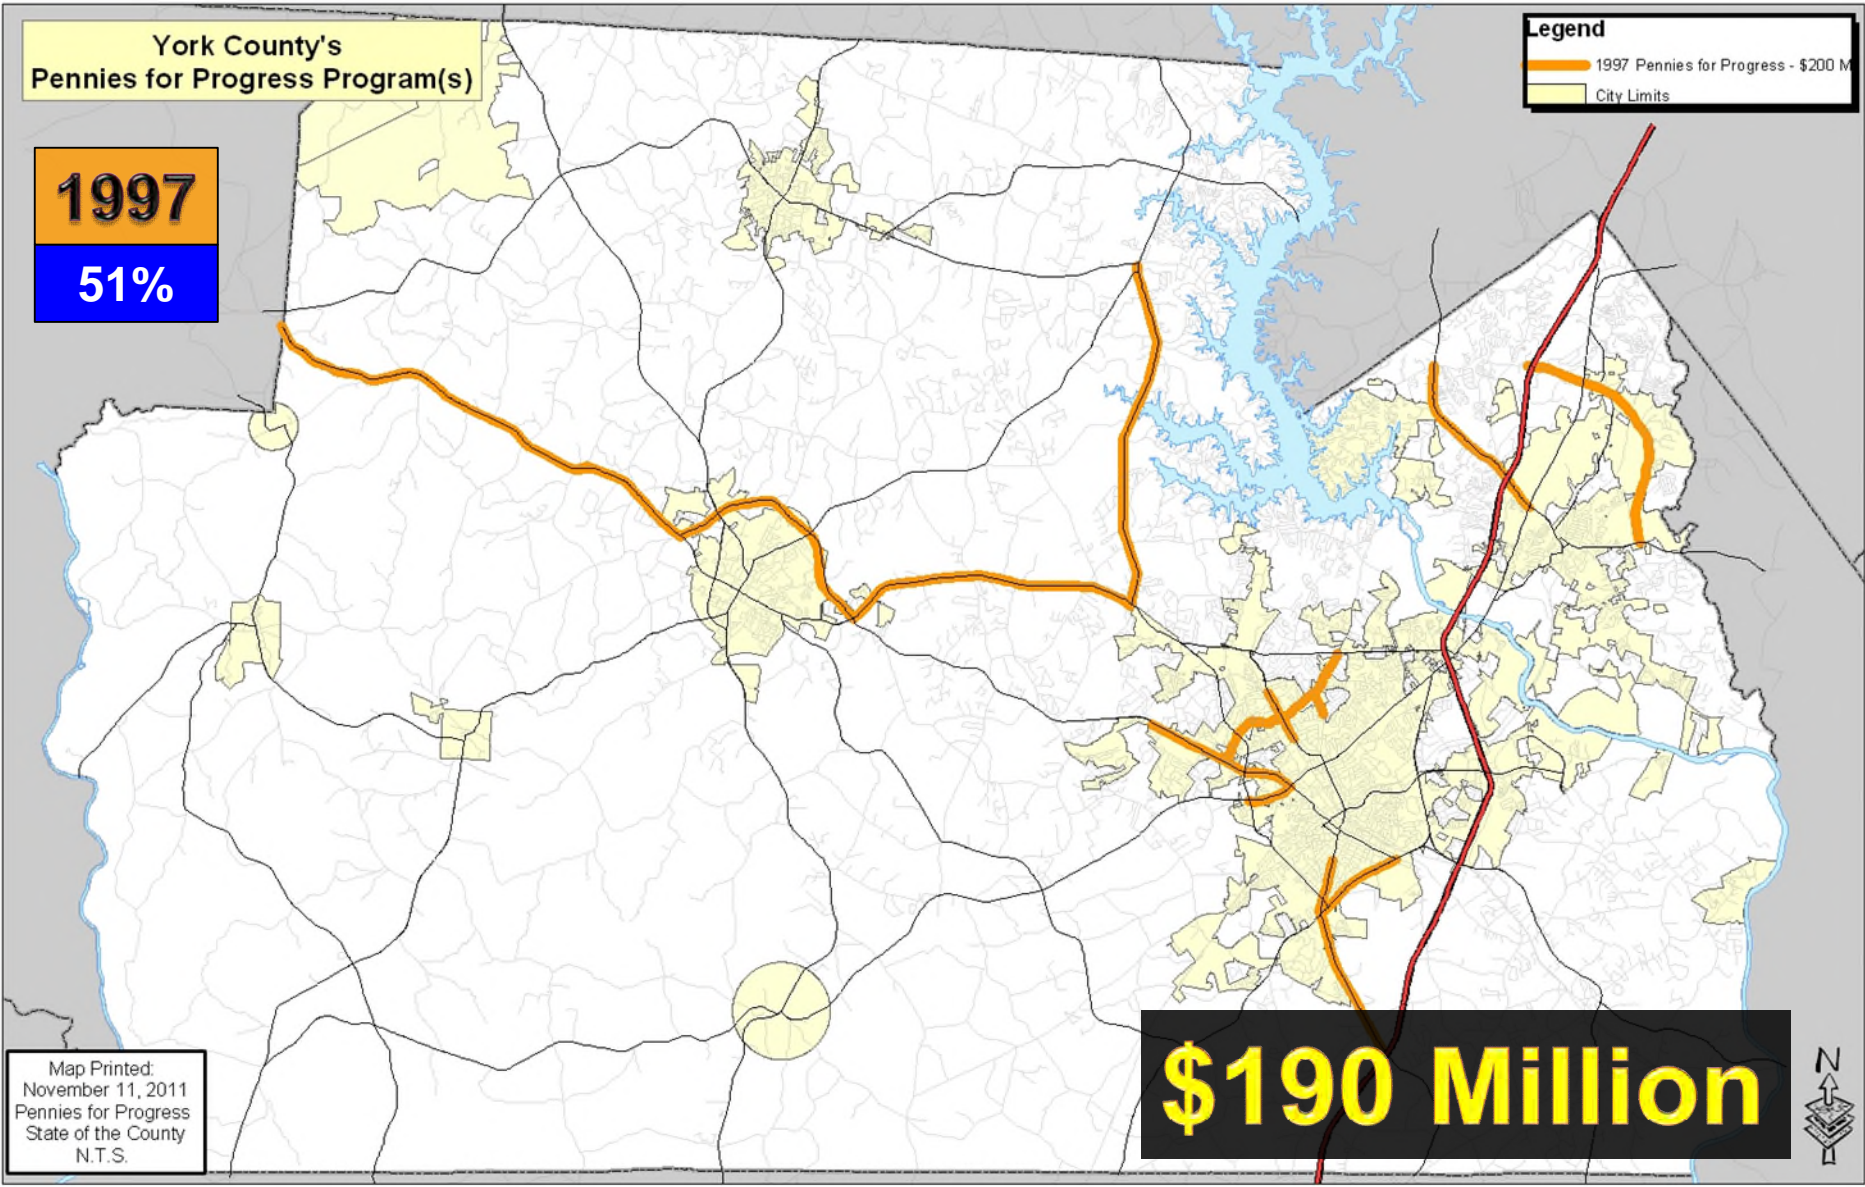 York County's
Pennies for Progress Program(s)
Legend
1997 Pennies for Progress - $200 M
City Limits
1997
51%
Map Printed:
November 11, 2011
Pennies for Progress
State of the County
N.T.S.
$190 Million
N